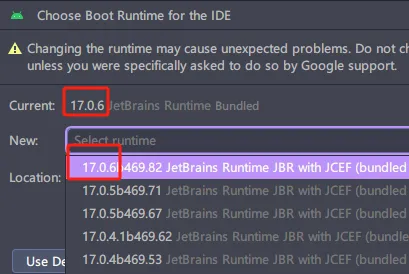 Choose Boot Runtime for the IDE
Changing the runtime may cause unexpected problems. Do not ch
unless you were specifically asked to do so by Google support.
Current: 17.0.6 JetBrains Runtime Bundled
New: Select runtime
17.0.6b469.82 JetBrains Runtime JBR with JCEF (bundled
Location: 17.0.5b469.71 JetBrains Runtime JBR with JCEF (bundled
17.0.5b469.67 JetBrains Runtime JBR with JCEF (bundled
17.0.4.1b469.62 JetBrains Runtime JBR with JCEF (bundled
Use De 17.0.4b469.53 JetBrains Runtime JBR with JCEF (bundled